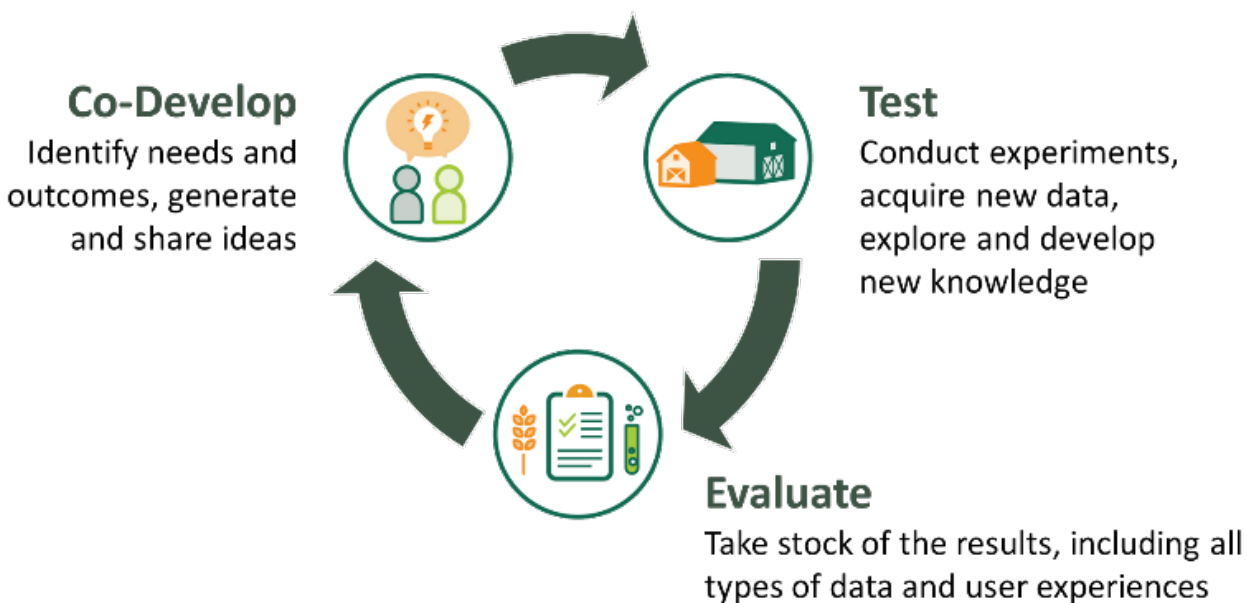 Co-Develop
Identify needs and
outcomes, generate
and share ideas
Test
Conduct experiments,
acquire new data,
explore and develop
new knowledge
Evaluate
Take stock of the results, including all
types of data and user experiences